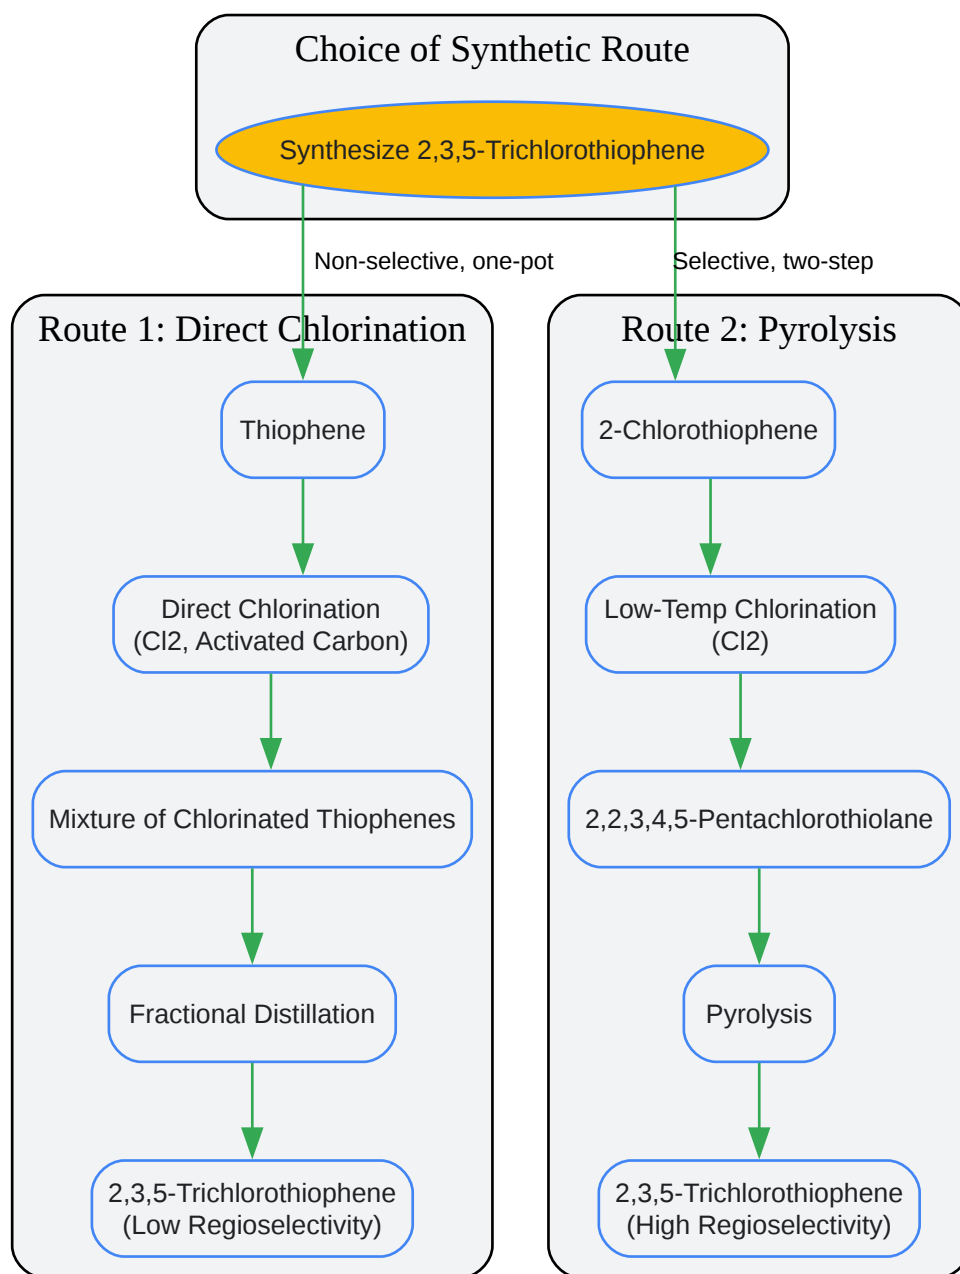 Choice of Synthetic Route
Synthesize 2,3,5-Trichlorothiophene
Non-selective, one-pot
Selective, two-step
Route 1: Direct Chlorination
Thiophene
Direct Chlorination
(Cl2, Activated Carbon)
Mixture of Chlorinated Thiophenes
Fractional Distillation
2,3,5-Trichlorothiophene
(Low Regioselectivity)
Route 2: Pyrolysis
2-Chlorothiophene
Low-Temp Chlorination
(Cl2)
2,2,3,4,5-Pentachlorothiolane
Pyrolysis
2,3,5-Trichlorothiophene
(High Regioselectivity)